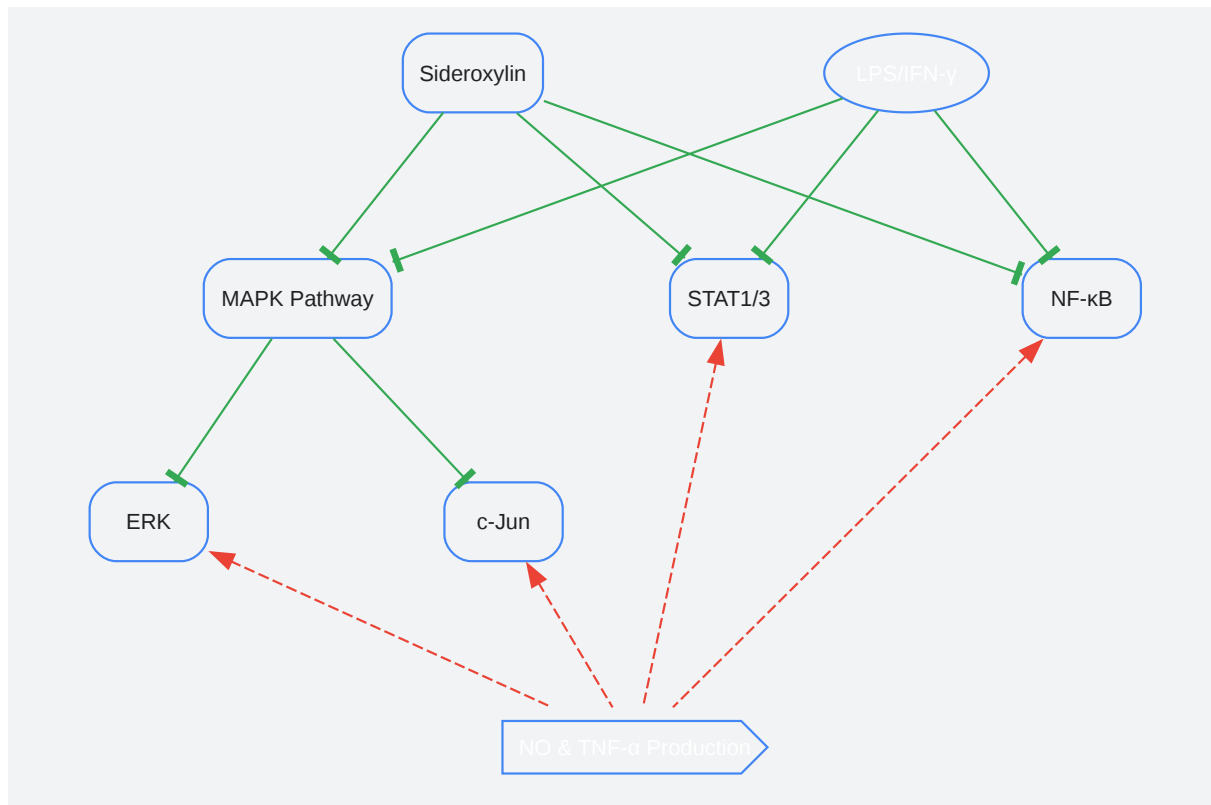 Sideroxylin
LPS/IFN-γ
MAPK Pathway
STAT1/3
NF-κB
ERK
c-Jun
NO & TNF-α Production